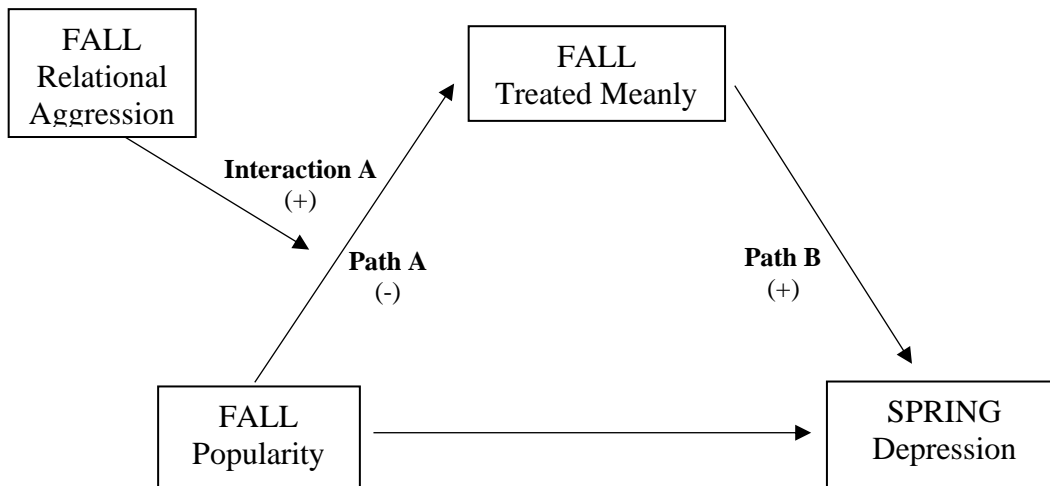 FALL
Relational
Aggression
FALL
Treated Meanly
Interaction A
(+)
Path A
(-)
Path B
(+)
FALL
Popularity
SPRING
Depression